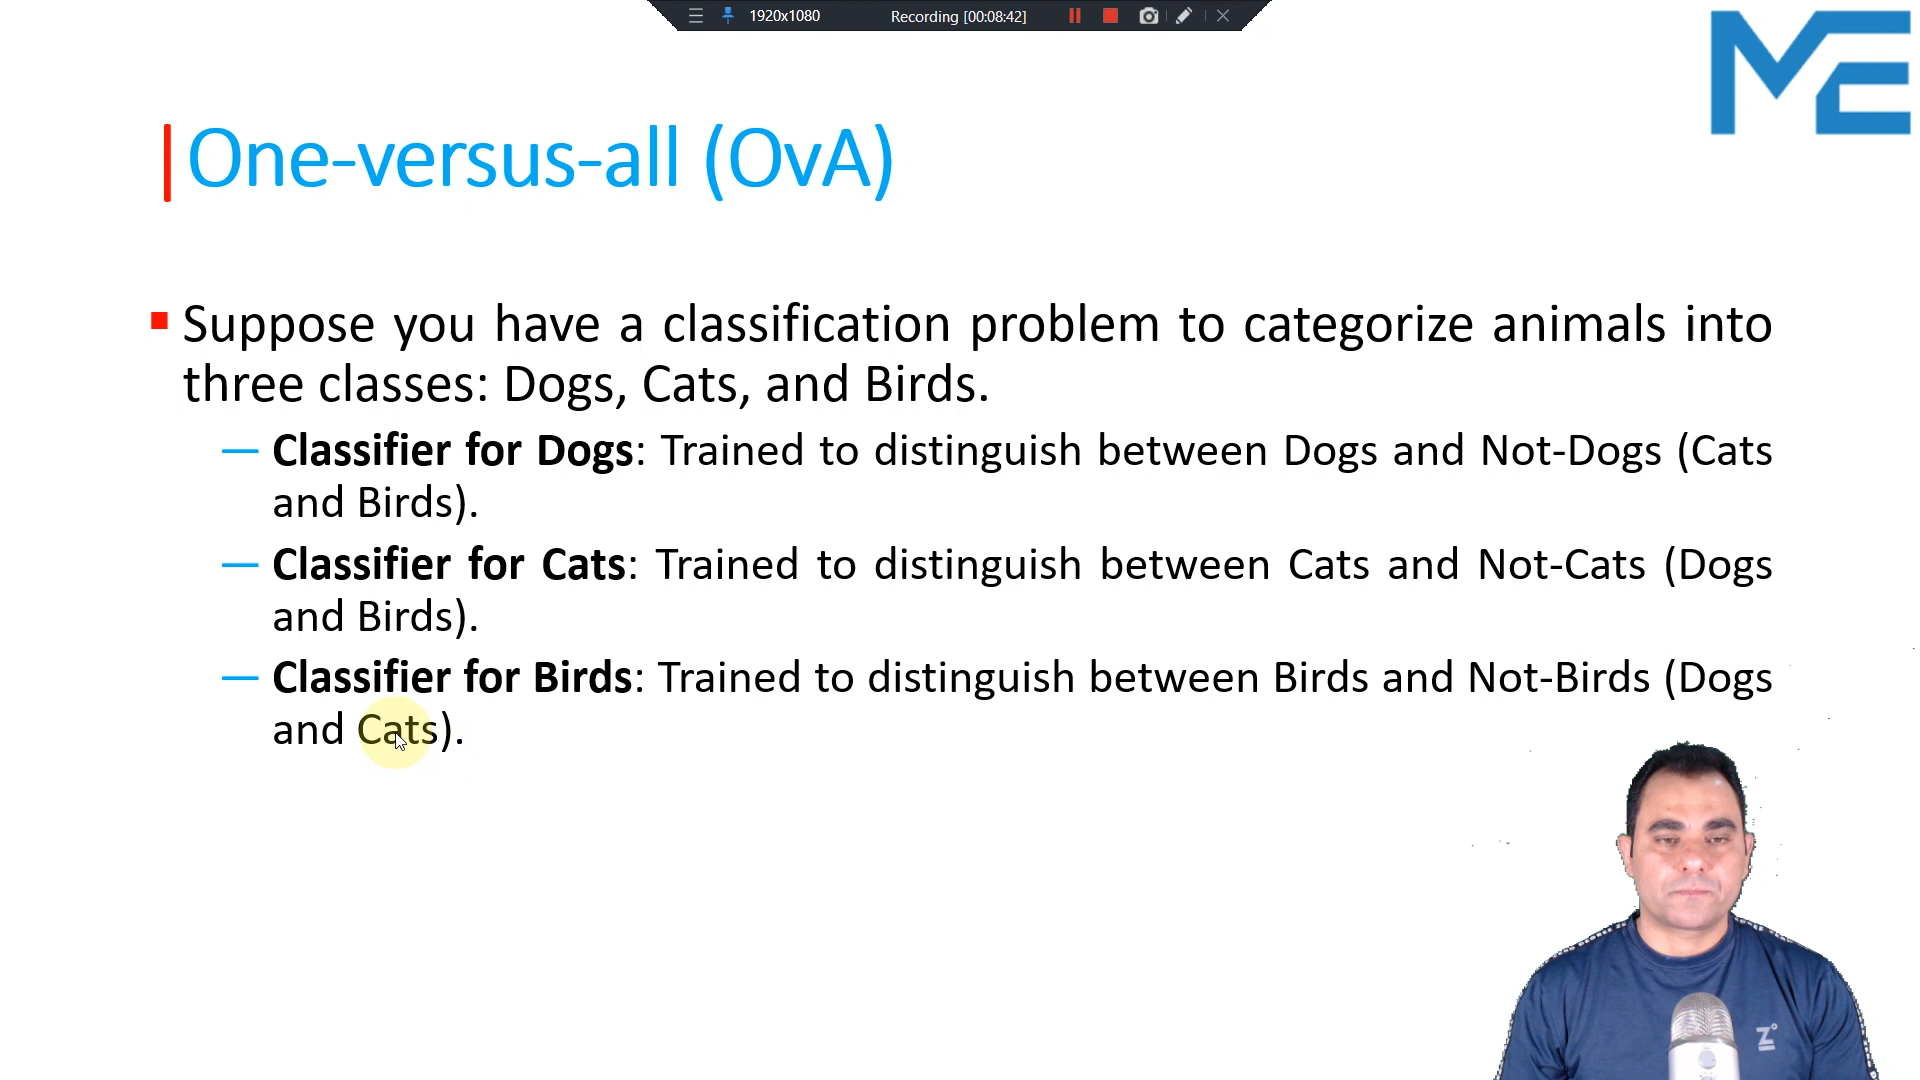 1920x1080 Recording [00:08:42]
ME
One-versus-all (OvA)
Suppose you have a classification problem to categorize animals into
three classes: Dogs, Cats, and Birds.
— Classifier for Dogs: Trained to distinguish between Dogs and Not-Dogs (Cats
and Birds).
— Classifier for Cats: Trained to distinguish between Cats and Not-Cats (Dogs
and Birds).
— Classifier for Birds: Trained to distinguish between Birds and Not-Birds (Dogs
and Cats).
Z